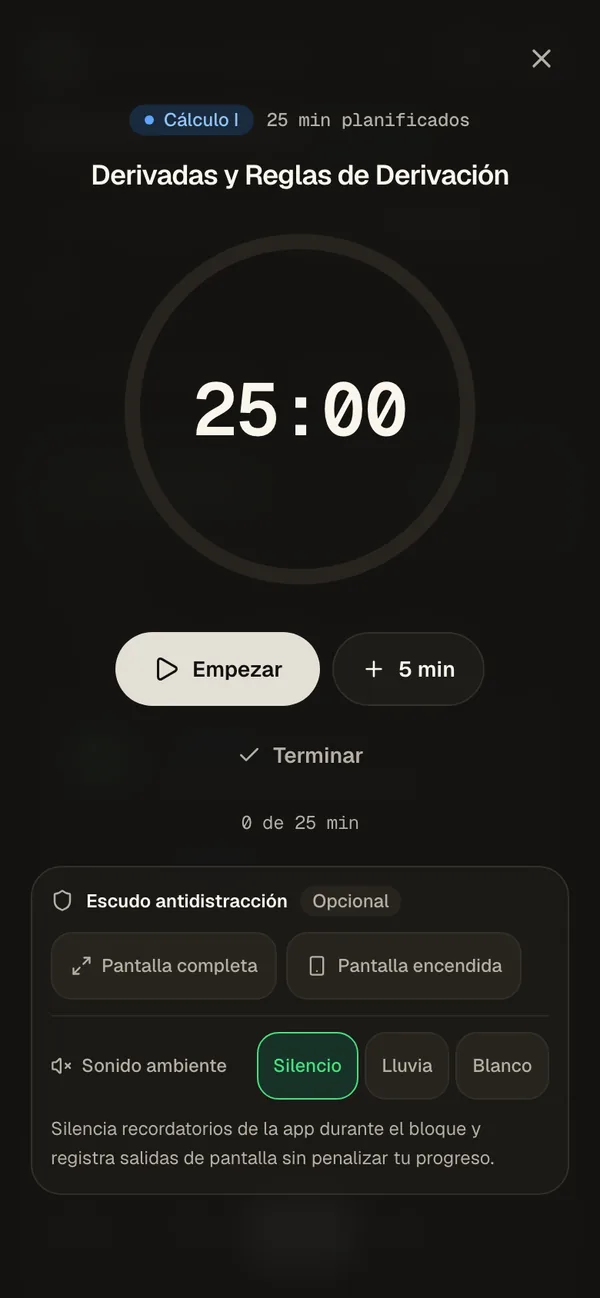 Cálculo I 25 min planificados
Derivadas y Reglas de Derivación
25:00
Empezar + 5 min
Terminar
0 de 25 min
Escudo antidistracción Opcional
Pantalla completa Pantalla encendida
Sonido ambiente Silencio Lluvia Blanco
Silencia recordatorios de la app durante el bloque y
registra salidas de pantalla sin penalizar tu progreso.